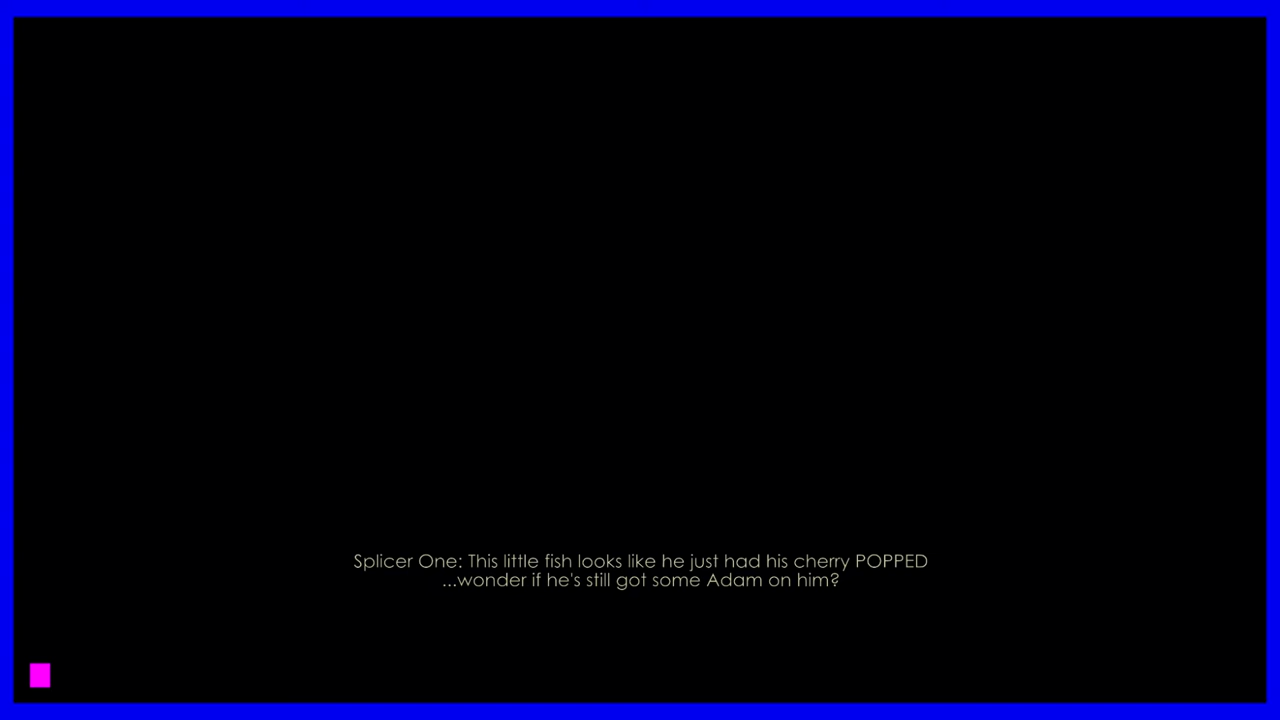 Splicer One: This little fish looks like he just had his cherry POPPED
...wonder if he's still got some Adam on him?